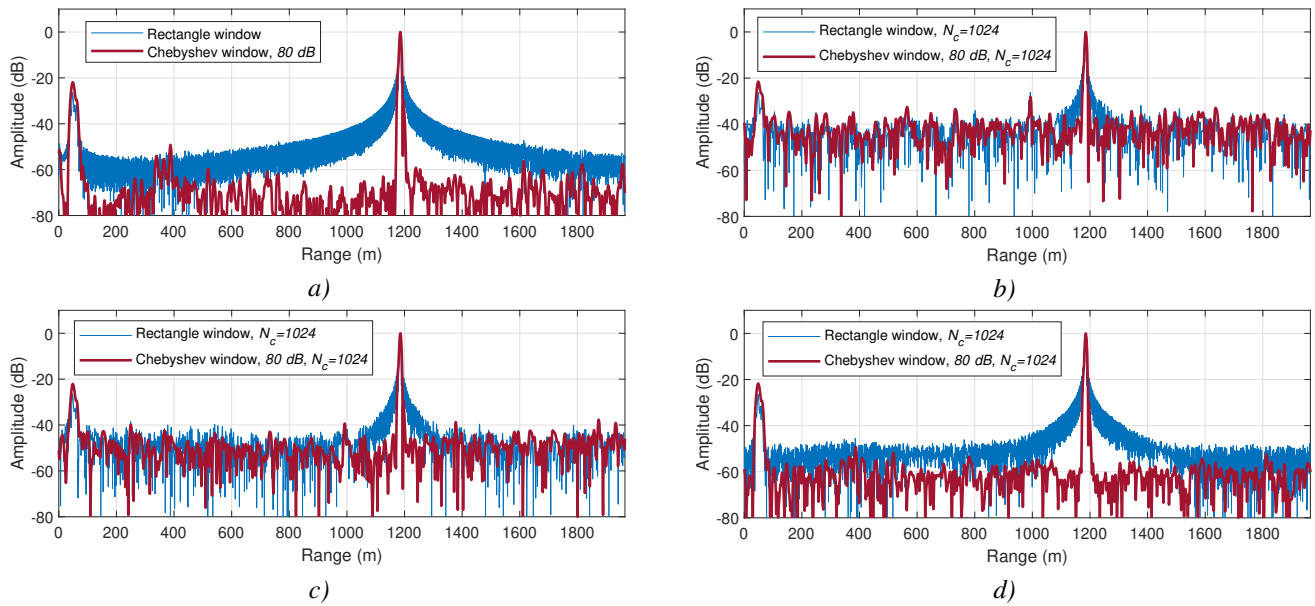 Rectangle window
Chebyshev window, 80 dB
0
-20
-40
-60
-80
Amplitude (dB)
0 200 400 600 800 1000 1200 1400 1600 1800
Range (m)
a)
Rectangle window, N_c=1024
Chebyshev window, 80 dB, N_c=1024
0
-20
-40
-60
-80
Amplitude (dB)
0 200 400 600 800 1000 1200 1400 1600 1800
Range (m)
b)
Rectangle window, N_c=1024
Chebyshev window, 80 dB, N_c=1024
0
-20
-40
-60
-80
Amplitude (dB)
0 200 400 600 800 1000 1200 1400 1600 1800
Range (m)
c)
Rectangle window, N_c=1024
Chebyshev window, 80 dB, N_c=1024
0
-20
-40
-60
-80
Amplitude (dB)
0 200 400 600 800 1000 1200 1400 1600 1800
Range (m)
d)